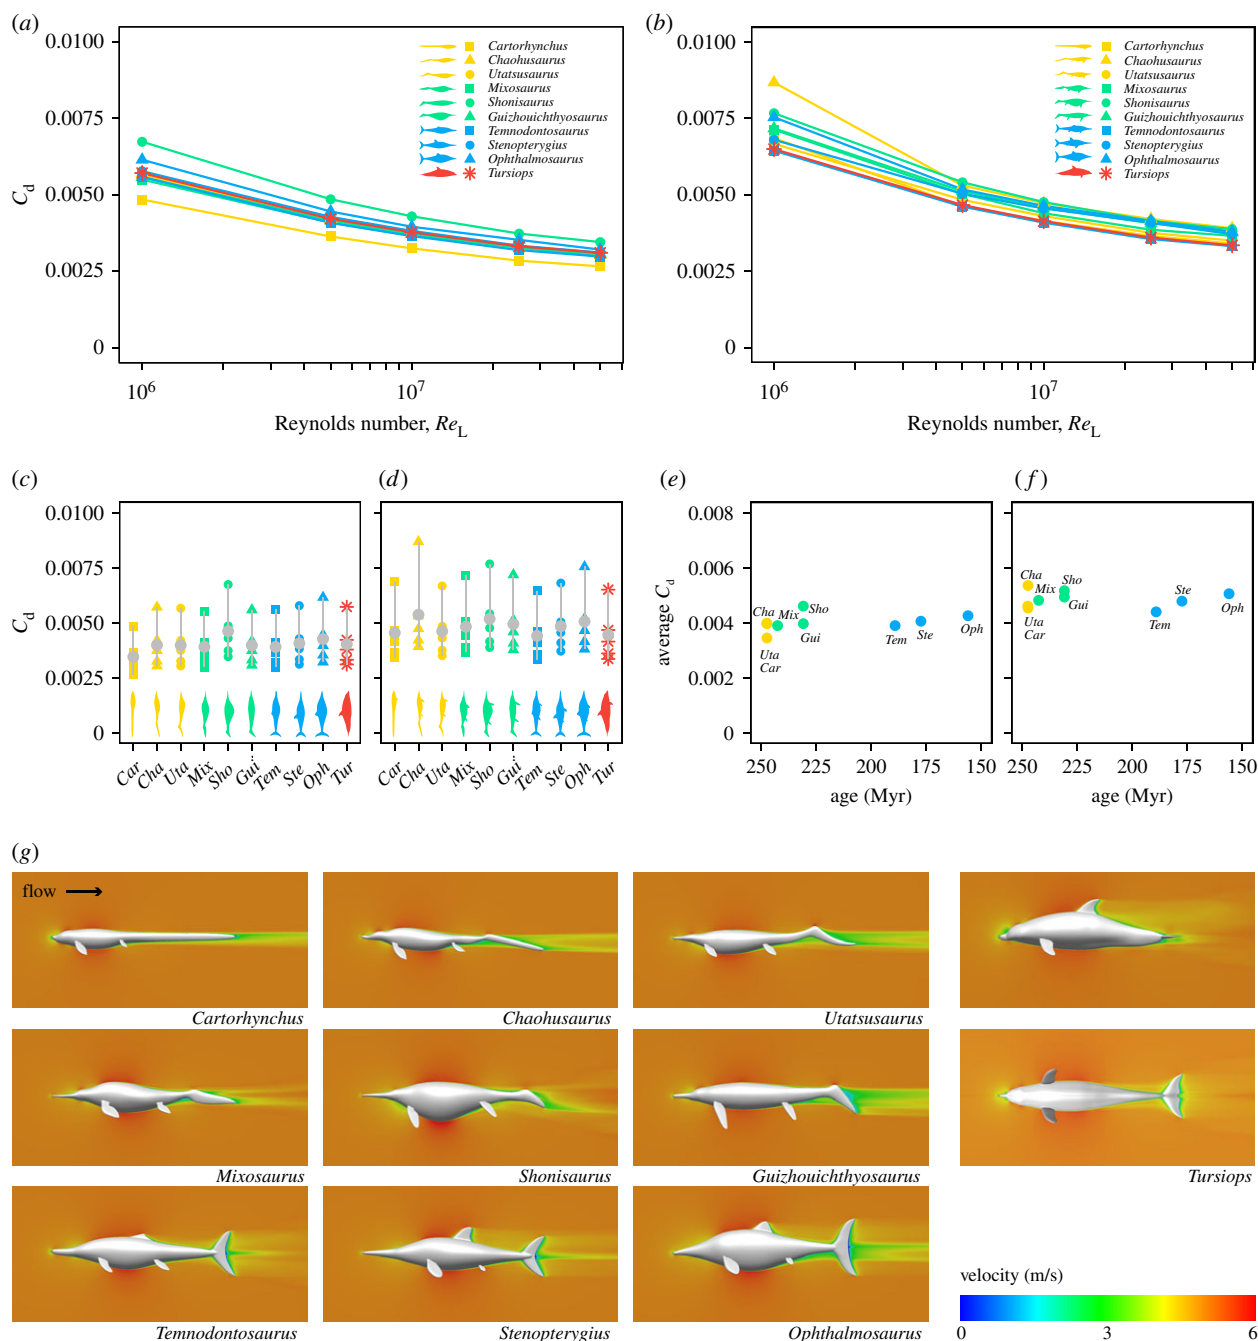 (a)
0.0100
0.0075
0.0050
0.0025
0
C_d
10^6
10^7
Reynolds number, Re_L
Cartorhynchus
Chaohusaurus
Utatsusaurus
Mixosaurus
Shonisaurus
Guizhouichthyosaurus
Temnodontosaurus
Stenopterygius
Ophthalmosaurus
Tursiops
(b)
0.0100
0.0075
0.0050
0.0025
0
10^6
10^7
Reynolds number, Re_L
Cartorhynchus
Chaohusaurus
Utatsusaurus
Mixosaurus
Shonisaurus
Guizhouichthyosaurus
Temnodontosaurus
Stenopterygius
Ophthalmosaurus
Tursiops
(c)
0.0100
0.0075
0.0050
0.0025
0
C_d
Car Cha Uta Mix Sho Gui Tem Ste Oph Tur
(d)
Car Cha Uta Mix Sho Gui Tem Ste Oph Tur
(e)
0.008
0.006
0.004
0.002
0
average C_d
Cha Mix Sho
Uta
Car
Gui
Tem
Ste
Oph
250 225 200 175 150
age (Myr)
(f)
Cha
Mix
Sho
Uta
Car
Gui
Tem
Ste
Oph
250 225 200 175 150
age (Myr)
(g)
flow
Cartorhynchus
Chaohusaurus
Utatsusaurus
Mixosaurus
Shonisaurus
Guizhouichthyosaurus
Tursiops
Temnodontosaurus
Stenopterygius
Ophthalmosaurus
velocity (m/s)
0 3 6